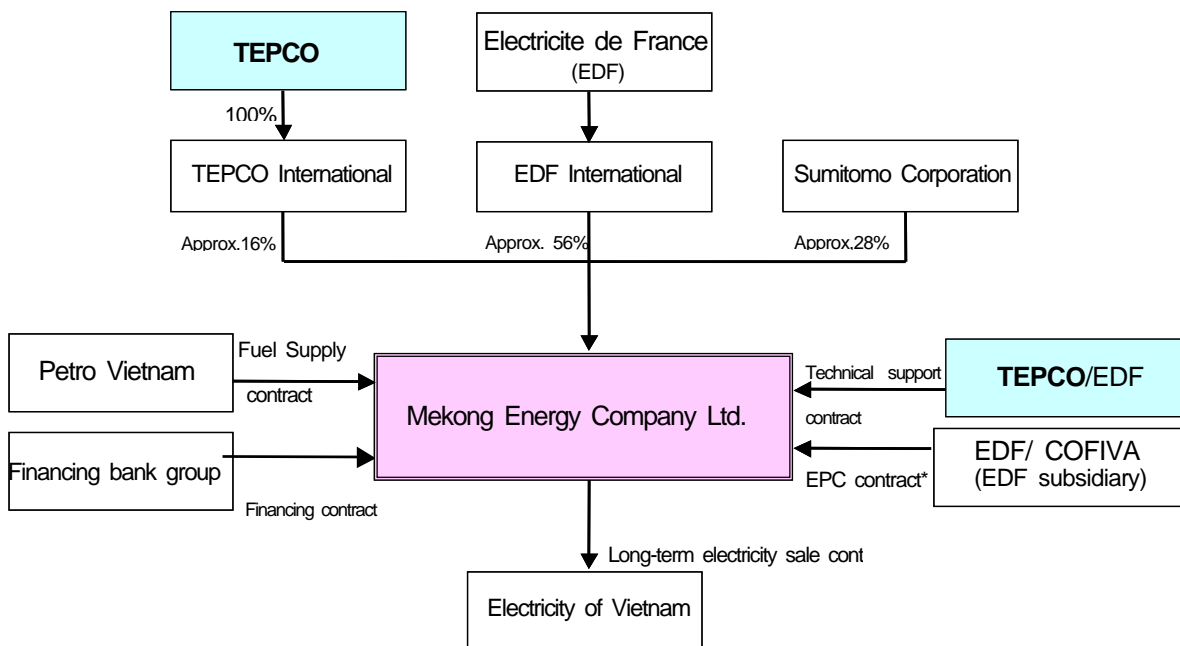 TEPCO
Electricite de France
(EDF)
100%
TEPCO International
EDF International
Sumitomo Corporation
Approx.16%
Approx. 56%
Approx.28%
Petro Vietnam
Fuel Supply
contract
Mekong Energy Company Ltd.
Technical support
contract
TEPCO/EDF
Financing bank group
Financing contract
EPC contract*
EDF/ COFIVA
(EDF subsidiary)
Long-term electricity sale cont
Electricity of Vietnam